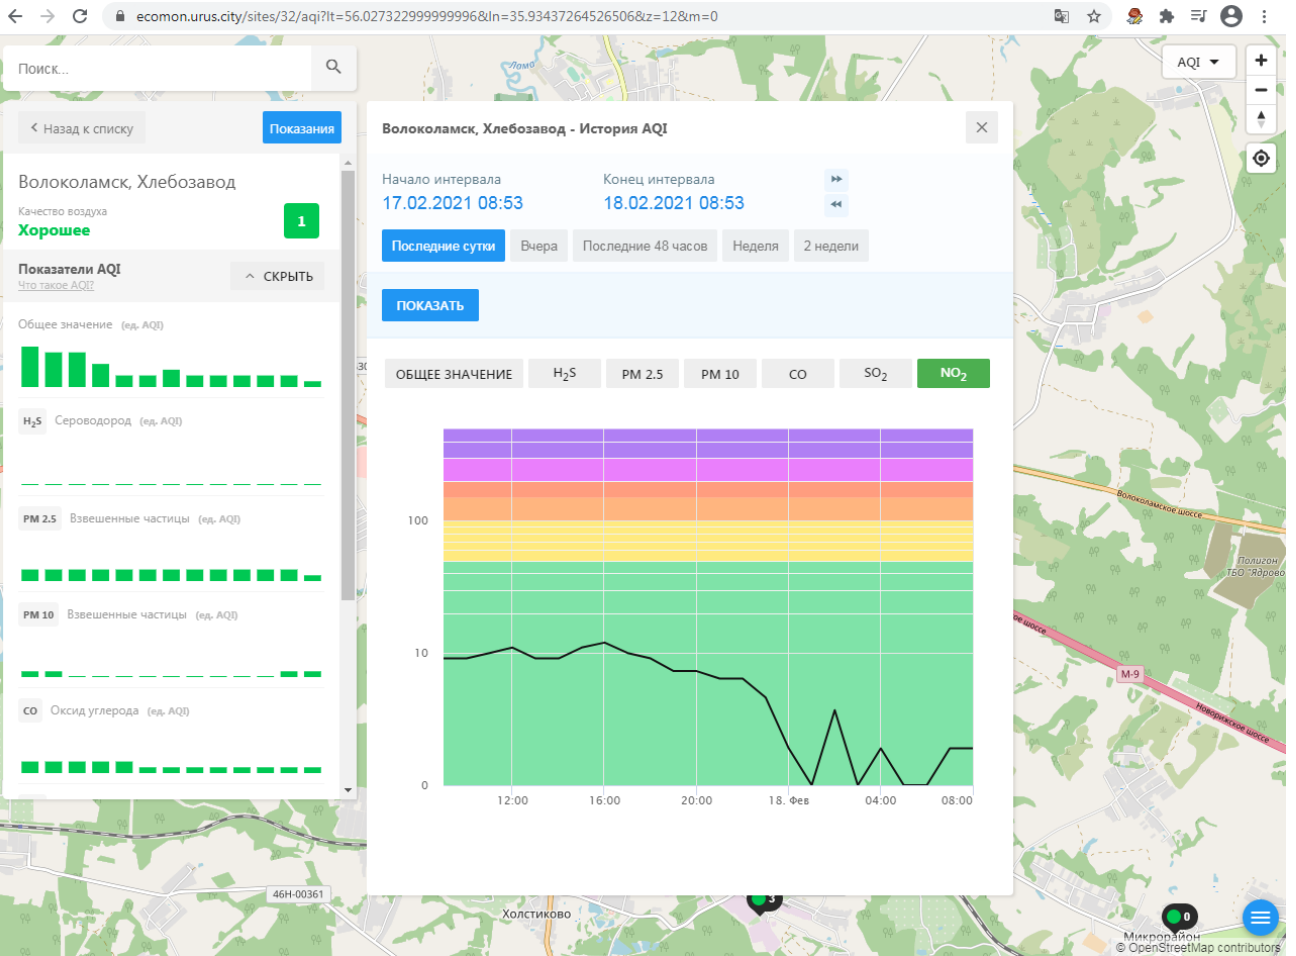 ecomon.urus.city/sites/32/aqi?lt=56.027322999999996&ln=35.93437264526506&z=12&m=0
Поиск...
AQI
Лама
Назад к списку
Показания
Волоколамск, Хлебозавод
Качество воздуха
Хорошее
1
Показатели AQI
Что такое AQI?
СКРЫТЬ
Общее значение (ед. AQI)
H₂S Сероводород (ед. AQI)
PM 2.5 Взвешенные частицы (ед. AQI)
PM 10 Взвешенные частицы (ед. AQI)
CO Оксид углерода (ед. AQI)
Волоколамск, Хлебозавод - История AQI
Начало интервала Конец интервала
17.02.2021 08:53 18.02.2021 08:53
Последние сутки Вчера Последние 48 часов Неделя 2 недели
ПОКАЗАТЬ
ОБЩЕЕ ЗНАЧЕНИЕ H₂S PM 2.5 PM 10 CO SO₂ NO₂
100
10
0
12:00 16:00 20:00 18. Фев 04:00 08:00
Волоколамское шоссе
Полигон
ТБО "Ядрово
М-9
Новорижское шоссе
46Н-00361
Холстиково
3
0
Микрорайон
© OpenStreetMap contributors